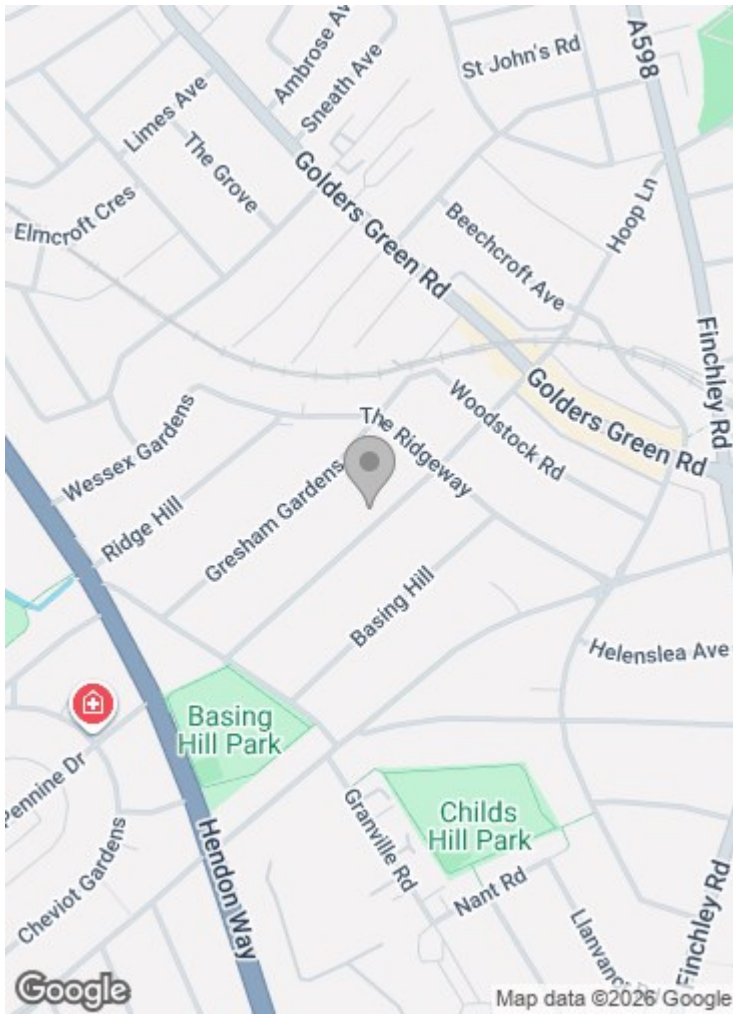 Ambrose Av
Sneath Ave
St John's Rd
A598
Limes Ave
The Grove
Golders Green Rd
Hoop Ln
Elmcroft Cres
Beechcroft Ave
Finchley Rd
Golders Green Rd
Woodstock Rd
The Ridgeway
Wessex Gardens
Gresham Gardens
Ridge Hill
Basing Hill
Helenslea Ave
Basing
Hill Park
Pennine Dr
Childs
Hill Park
Granville Rd
Cheviot Gardens
Hendon Way
Nant Rd
Finchley Rd
Google
Map data ©2026 Google